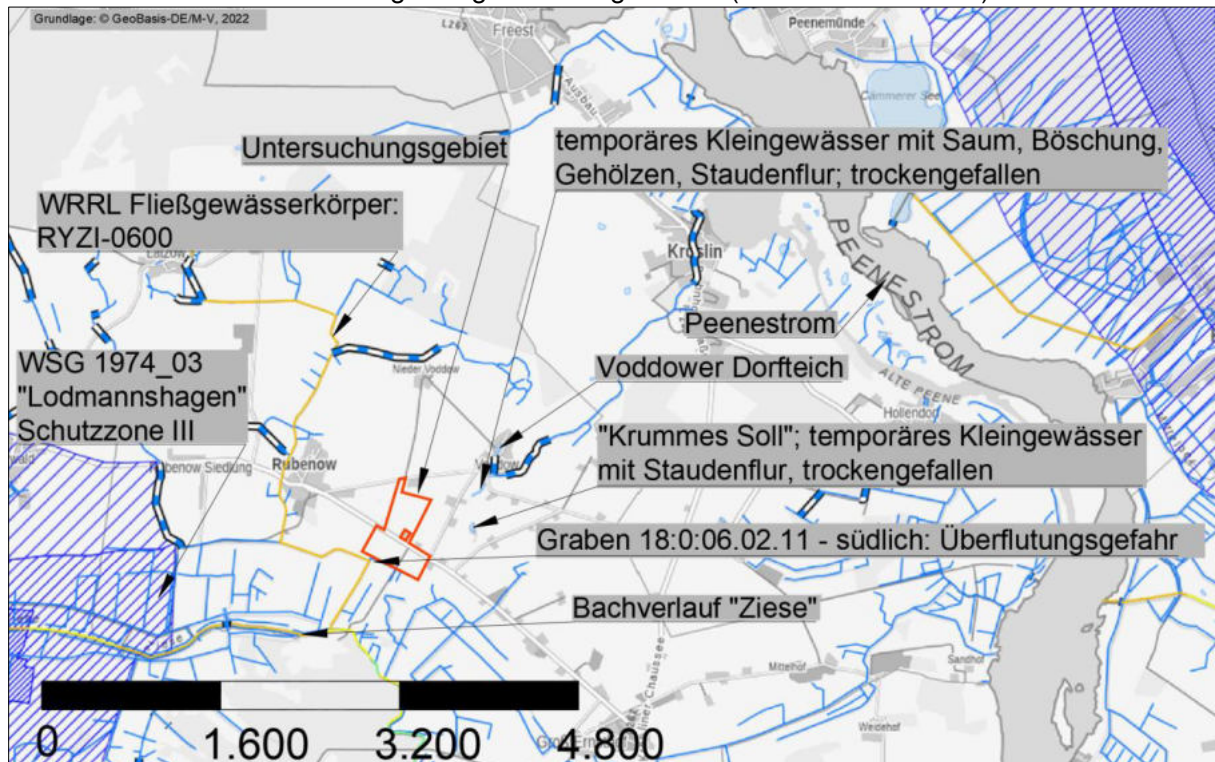 Grundlage: © GeoBasis-DE/M-V, 2022
L262
Freest
Peenemünde
Ausbau
Cämmerer See
Untersuchungsgebiet
temporäres Kleingewässer mit Saum, Böschung,
Gehölzen, Staudenflur; trockengefallen
WRRL Fließgewässerkörper:
RYZI-0600
Latzow
Kröslin
PEENESTROM
Peenestrom
WSG 1974_03
"Lodmannshagen"
Schutzzone III
Nieder Voddow
Voddower Dorfteich
ALTE PEENE
Hollendorf
"Krummes Soll"; temporäres Kleingewässer
mit Staudenflur, trockengefallen
Rubenow Siedlung
Rubenow
Graben 18:0:06.02.11 - südlich: Überflutungsgefahr
Bachverlauf "Ziese"
Mittelhof
Sandhof
Weidehof
0 1.600 3.200 4.800